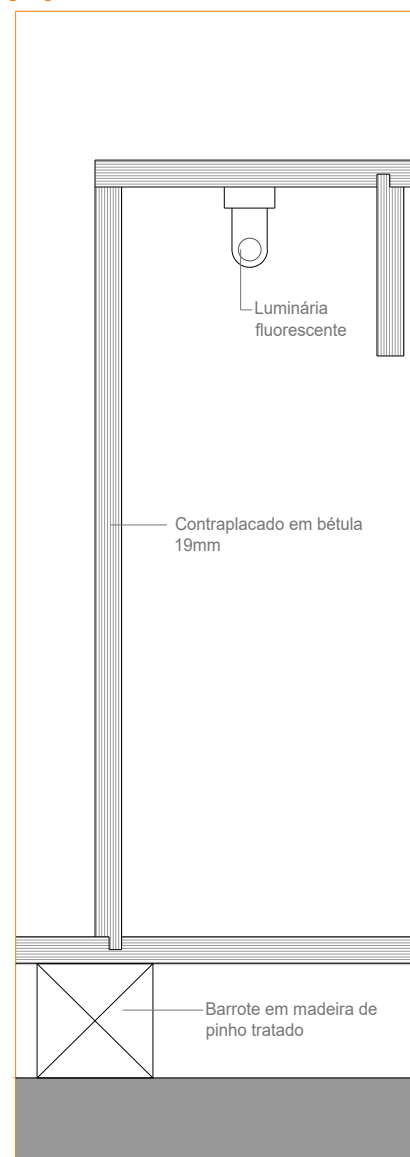 Luminária
fluorescente
Contraplacado em bétula
19mm
Barrote em madeira de
pinho tratado